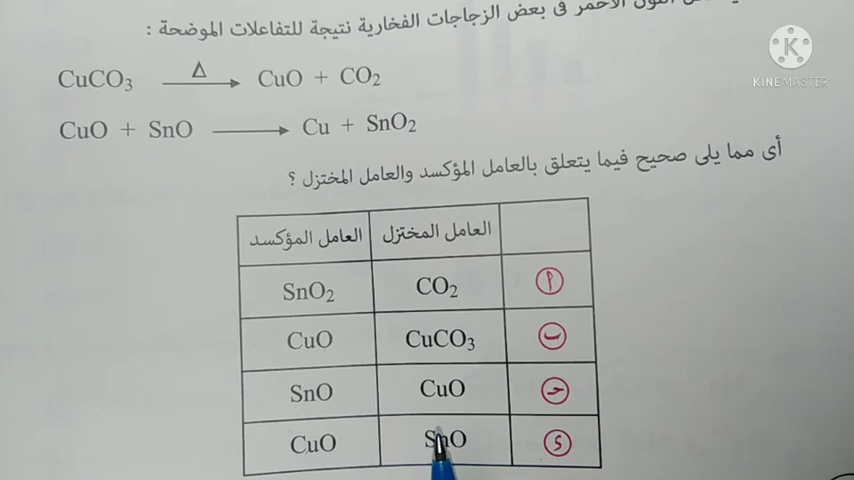 اللون الأحمر فى بعض الزجاجات الفخارية نتيجة للتفاعلات الموضحة :
CuCO₃ —Δ→ CuO + CO₂
CuO + SnO ⟶ Cu + SnO₂
أى مما يلى صحيح فيما يتعلق بالعامل المؤكسد والعامل المختزل ؟
العامل المختزل العامل المؤكسد
أ CO₂ SnO₂
ب CuCO₃ CuO
جـ CuO SnO
د SnO CuO
K
KINEMASTER